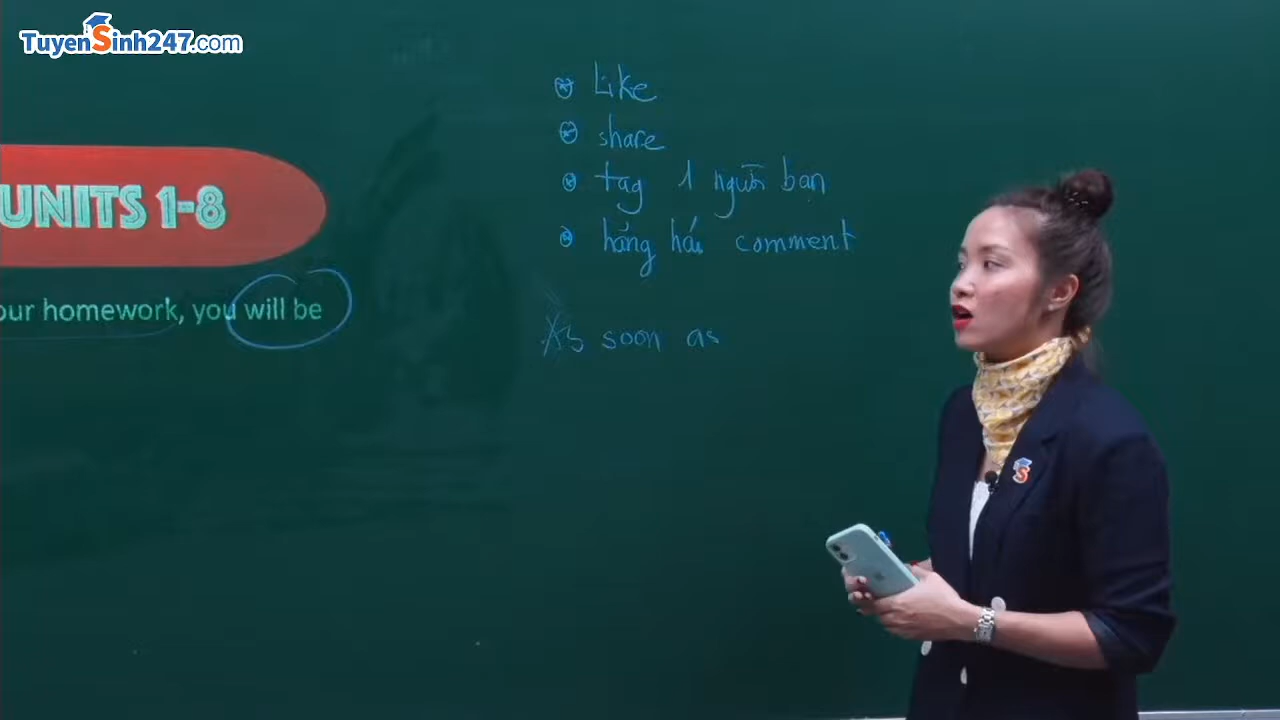 TuyenSinh247.com
Like
share
UNITS 1-8
tag 1 người bạn
hăng hái comment
our homework, you will be
As soon as